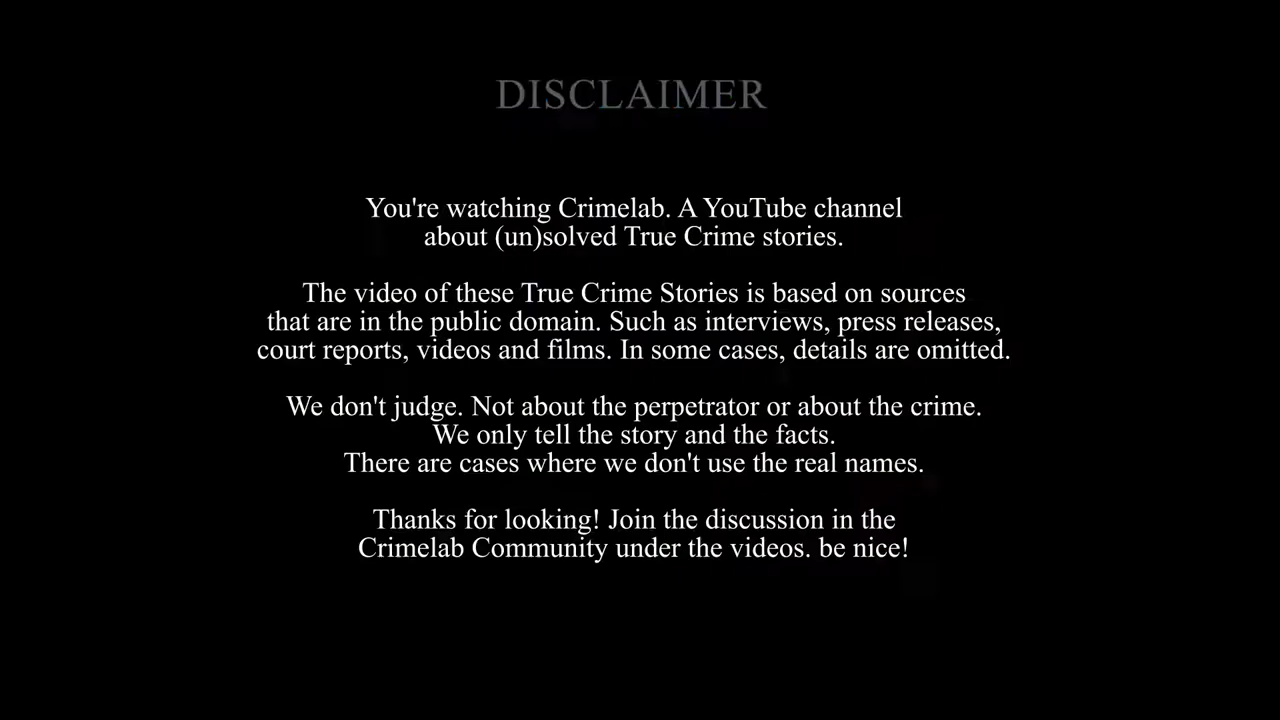 DISCLAIMER
You're watching Crimelab. A YouTube channel
about (un)solved True Crime stories.
The video of these True Crime Stories is based on sources
that are in the public domain. Such as interviews, press releases,
court reports, videos and films. In some cases, details are omitted.
We don't judge. Not about the perpetrator or about the crime.
We only tell the story and the facts.
There are cases where we don't use the real names.
Thanks for looking! Join the discussion in the
Crimelab Community under the videos. be nice!